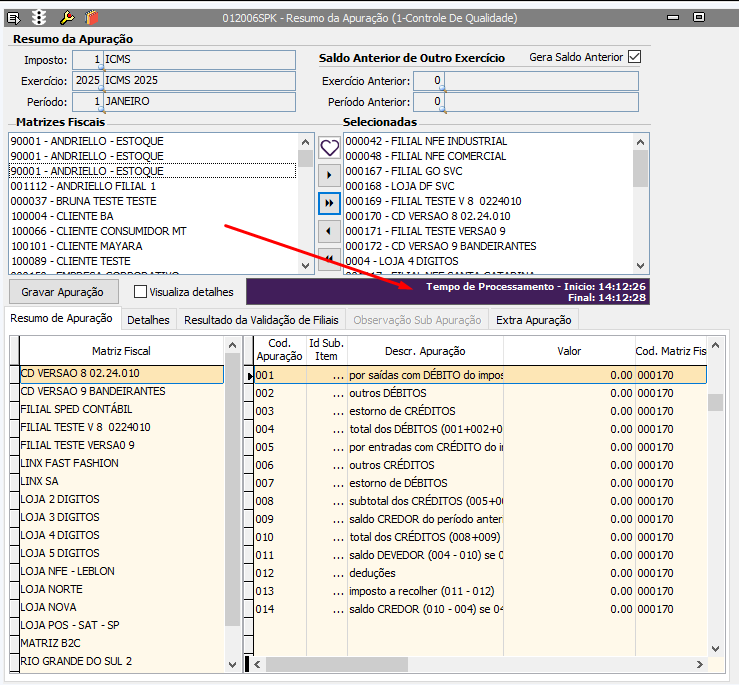 012006SPK - Resumo da Apuração (1-Controle De Qualidade)
Resumo da Apuração
Imposto: 1 ICMS
Saldo Anterior de Outro Exercício Gera Saldo Anterior
Exercício: 2025 ICMS 2025
Exercício Anterior: 0
Período: 1 JANEIRO
Período Anterior: 0
Matrizes Fiscais
90001 - ANDRIELLO - ESTOQUE
90001 - ANDRIELLO - ESTOQUE
90001 - ANDRIELLO - ESTOQUE
001112 - ANDRIELLO FILIAL 1
000037 - BRUNA TESTE TESTE
100004 - CLIENTE BA
100066 - CLIENTE CONSUMIDOR MT
100101 - CLIENTE MAYARA
100089 - CLIENTE TESTE
Selecionadas
000042 - FILIAL NFE INDUSTRIAL
000048 - FILIAL NFE COMERCIAL
000167 - FILIAL GO SVC
000168 - LOJA DF SVC
000169 - FILIAL TESTE V 8 0224010
000170 - CD VERSAO 8 02.24.010
000171 - FILIAL TESTE VERSA0 9
000172 - CD VERSAO 9 BANDEIRANTES
0004 - LOJA 4 DIGITOS
Gravar Apuração
Visualiza detalhes
Tempo de Processamento - Inicio: 14:12:26
Final: 14:12:28
Resumo de Apuração Detalhes Resultado da Validação de Filiais Observação Sub Apuração Extra Apuração
Matriz Fiscal
CD VERSAO 8 02.24.010
CD VERSAO 9 BANDEIRANTES
FILIAL SPED CONTÁBIL
FILIAL TESTE V 8 0224010
FILIAL TESTE VERSA0 9
LINX FAST FASHION
LINX SA
LOJA 2 DIGITOS
LOJA 3 DIGITOS
LOJA 4 DIGITOS
LOJA 5 DIGITOS
LOJA NFE - LEBLON
LOJA NORTE
LOJA NOVA
LOJA POS - SAT - SP
MATRIZ B2C
RIO GRANDE DO SUL 2
Cod. Apuração Id Sub. Item Descr. Apuração Valor Cod. Matriz Fis
001 ... por saídas com DÉBITO do impos 0.00 000170
002 ... outros DÉBITOS 0.00 000170
003 ... estorno de CRÉDITOS 0.00 000170
004 ... total dos DÉBITOS (001+002+0 0.00 000170
005 ... por entradas com CRÉDITO do i 0.00 000170
006 ... outros CRÉDITOS 0.00 000170
007 ... estorno de DÉBITOS 0.00 000170
008 ... subtotal dos CRÉDITOS (005+0 0.00 000170
009 ... saldo CREDOR do período anter 0.00 000170
010 ... total dos CRÉDITOS (008+009) 0.00 000170
011 ... saldo DEVEDOR (004 - 010) se 0 0.00 000170
012 ... deduções 0.00 000170
013 ... imposto a recolher (011 - 012) 0.00 000170
014 ... saldo CREDOR (010 - 004) se 04 0.00 000170